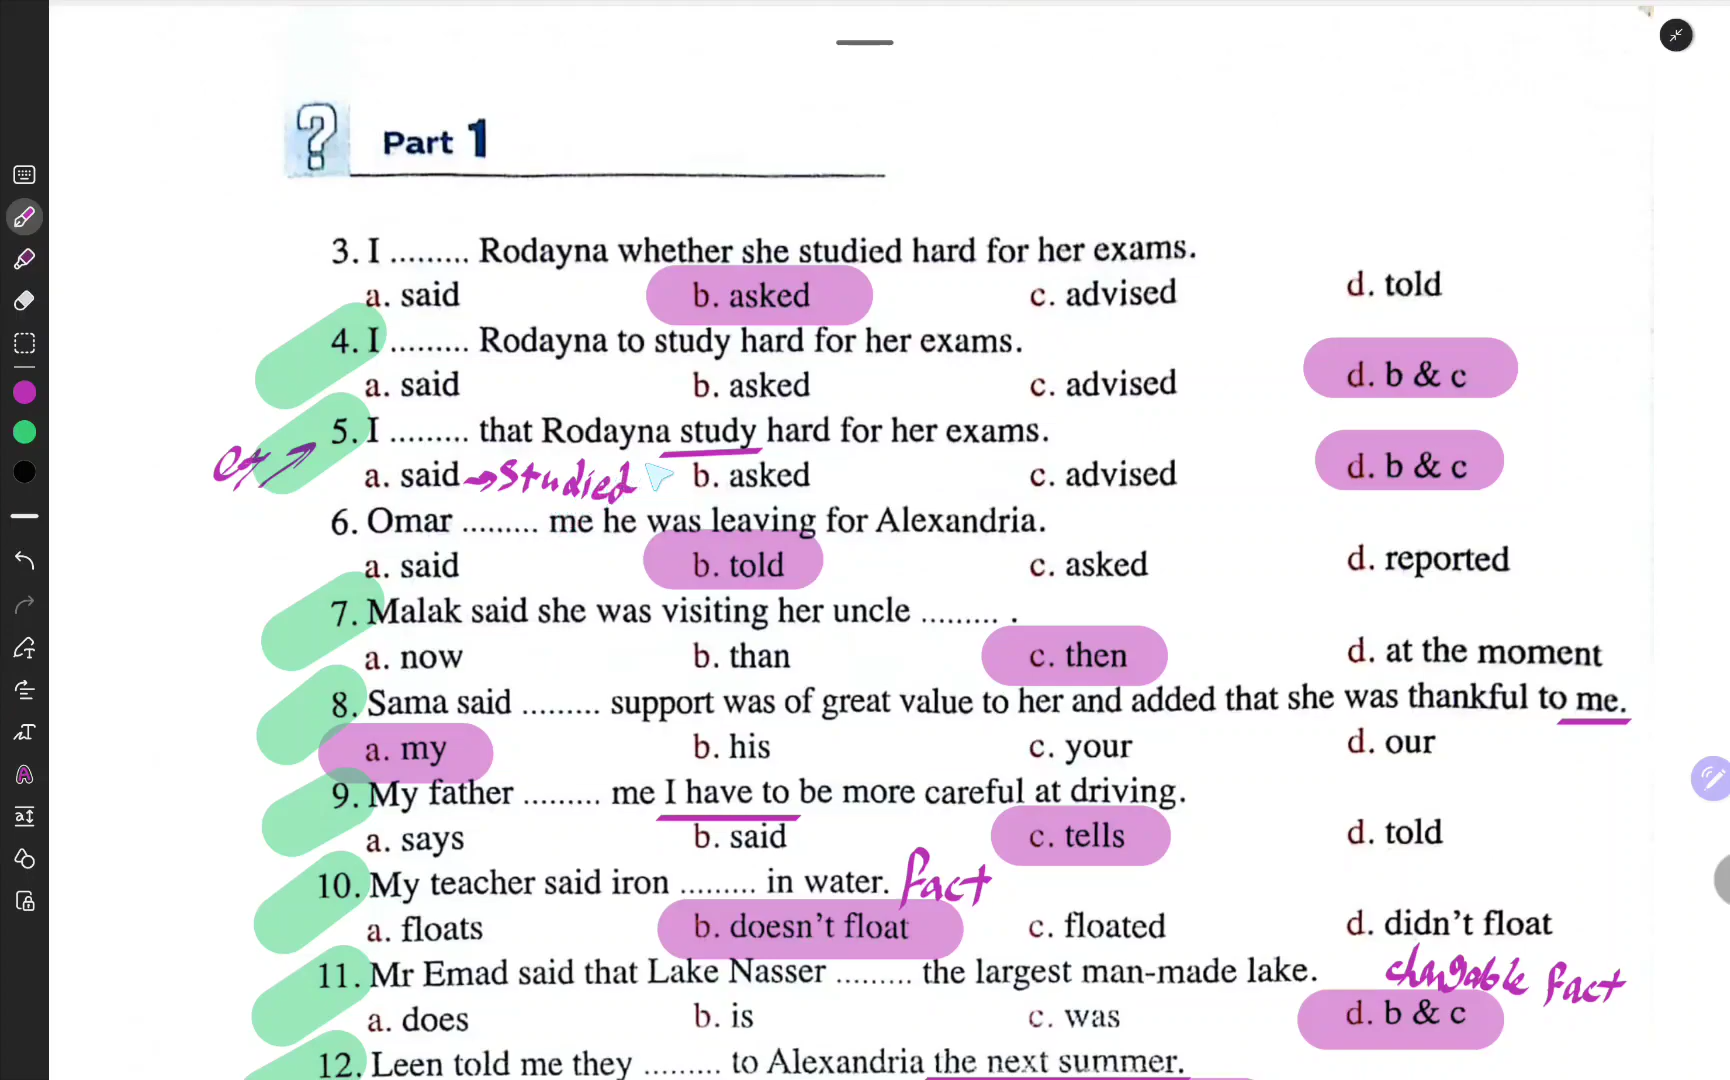 Part 1
3. I ......... Rodayna whether she studied hard for her exams.
a. said b. asked c. advised d. told
4. I ......... Rodayna to study hard for her exams.
a. said b. asked c. advised d. b & c
5. I ......... that Rodayna study hard for her exams.
a. said →studied b. asked c. advised d. b & c
6. Omar ......... me he was leaving for Alexandria.
a. said b. told c. asked d. reported
7. Malak said she was visiting her uncle ......... .
a. now b. than c. then d. at the moment
8. Sama said ......... support was of great value to her and added that she was thankful to me.
a. my b. his c. your d. our
9. My father ......... me I have to be more careful at driving.
a. says b. said c. tells d. told
10. My teacher said iron ......... in water. fact
a. floats b. doesn't float c. floated d. didn't float
11. Mr Emad said that Lake Nasser ......... the largest man-made lake. changable fact
a. does b. is c. was d. b & c
12. Leen told me they ......... to Alexandria the next summer.